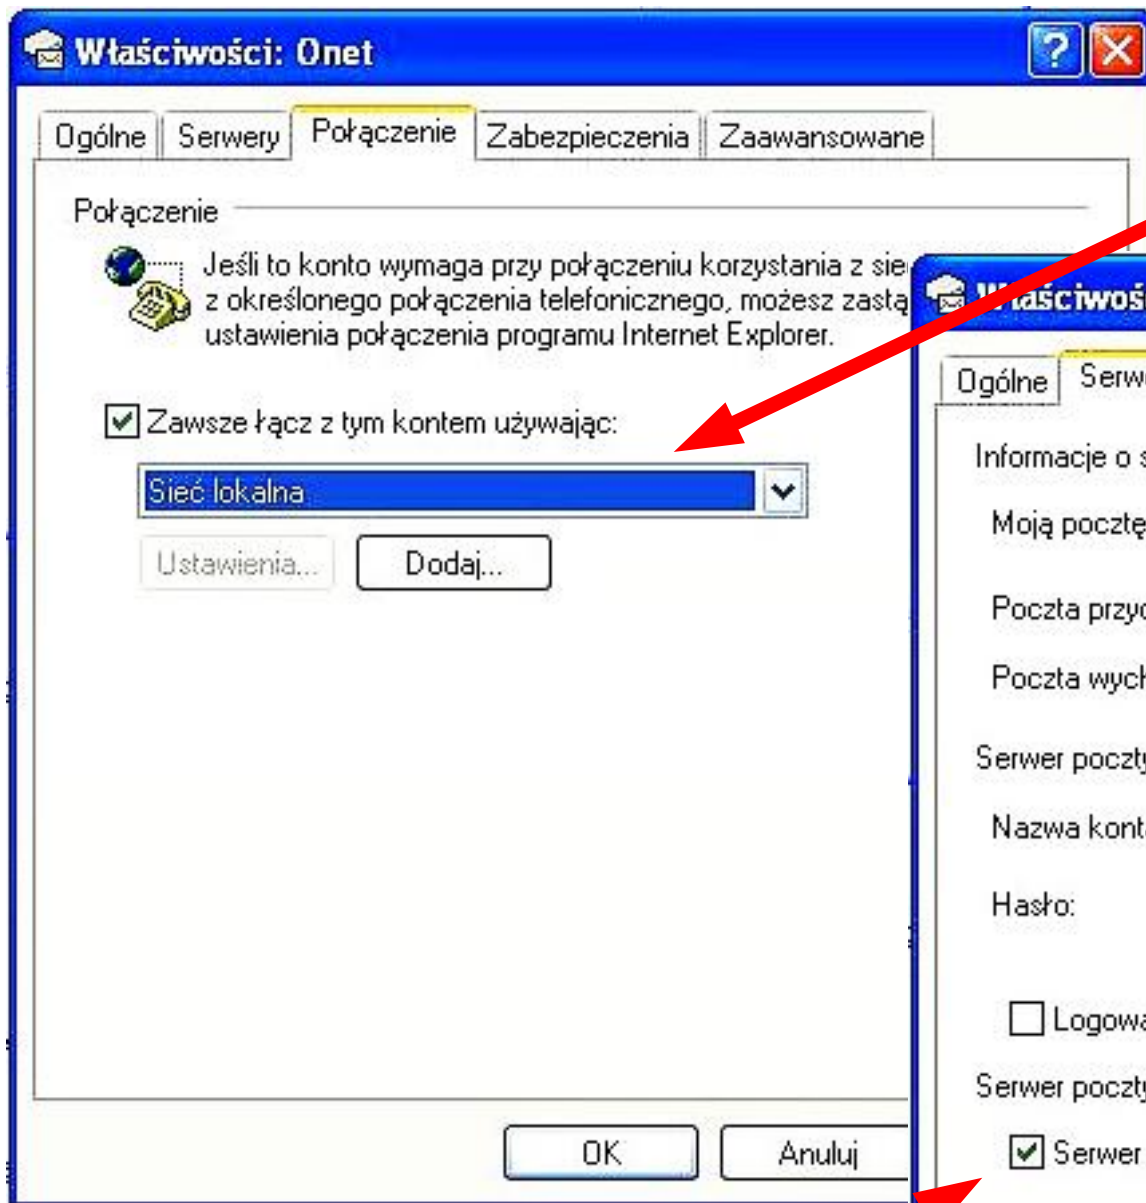 Właściwości: Onet
Ogólne Serwery Połączenie Zabezpieczenia Zaawansowane
Połączenie
Jeśli to konto wymaga przy połączeniu korzystania z sie
z określonego połączenia telefonicznego, możesz zastą
ustawienia połączenia programu Internet Explorer.
Zawsze łącz z tym kontem używając:
Sieć lokalna
Ustawienia... Dodaj...
OK Anuluj
Właściwoś
Ogólne Serwe
Informacje o s
Moją pocztę
Poczta przyc
Poczta wych
Serwer poczty
Nazwa konta
Hasło:
Logowa
Serwer poczty
Serwer